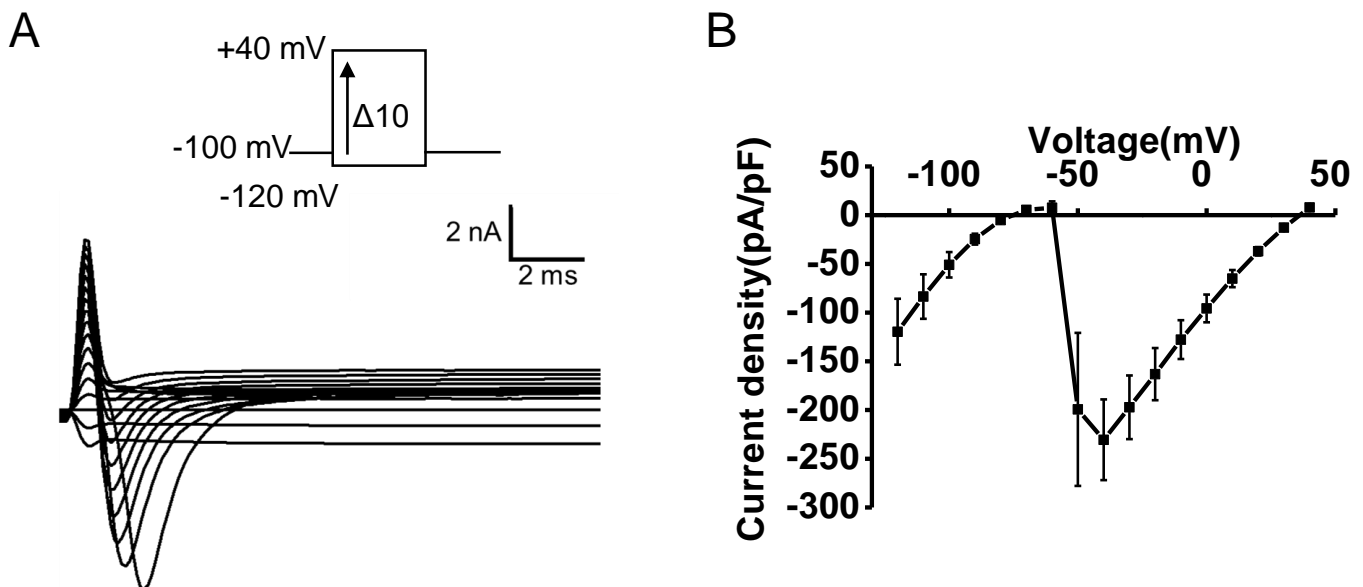 A
+40 mV
Δ10
-100 mV
-120 mV
2 nA
2 ms
B
Voltage(mV)
-100 -50 0 50
50
0
-50
-100
-150
-200
-250
-300
Current density(pA/pF)